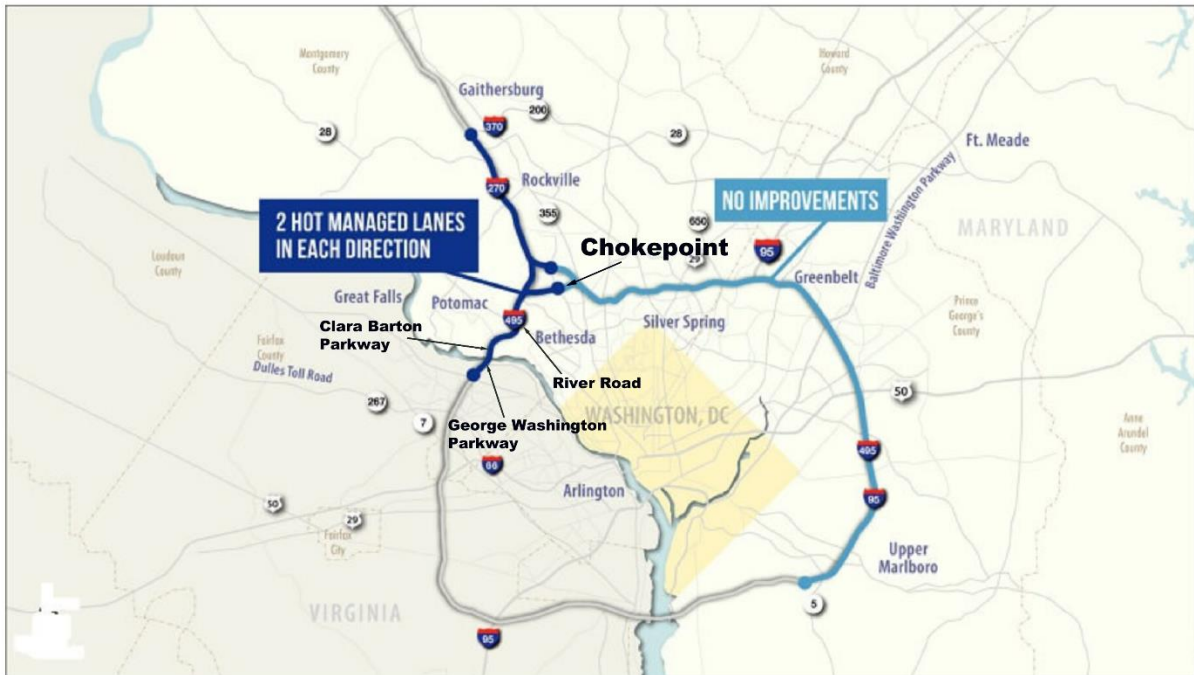 Montgomery
County
Howard
County
Gaithersburg
200
370
28
28
Ft. Meade
Rockville
270
Baltimore Washington Parkway
2 HOT MANAGED LANES
IN EACH DIRECTION
355
650
NO IMPROVEMENTS
MARYLAND
Chokepoint
29
95
Loudoun
County
Greenbelt
Great Falls
Potomac
495
Silver Spring
Prince
George's
County
Clara Barton
Parkway
Bethesda
Fairfax
County
Dulles Toll Road
River Road
267
7
50
George Washington
Parkway
WASHINGTON, DC
Anne
Arundel
County
66
495
Arlington
95
50
29
Fairfax
City
Upper
Marlboro
VIRGINIA
5
95